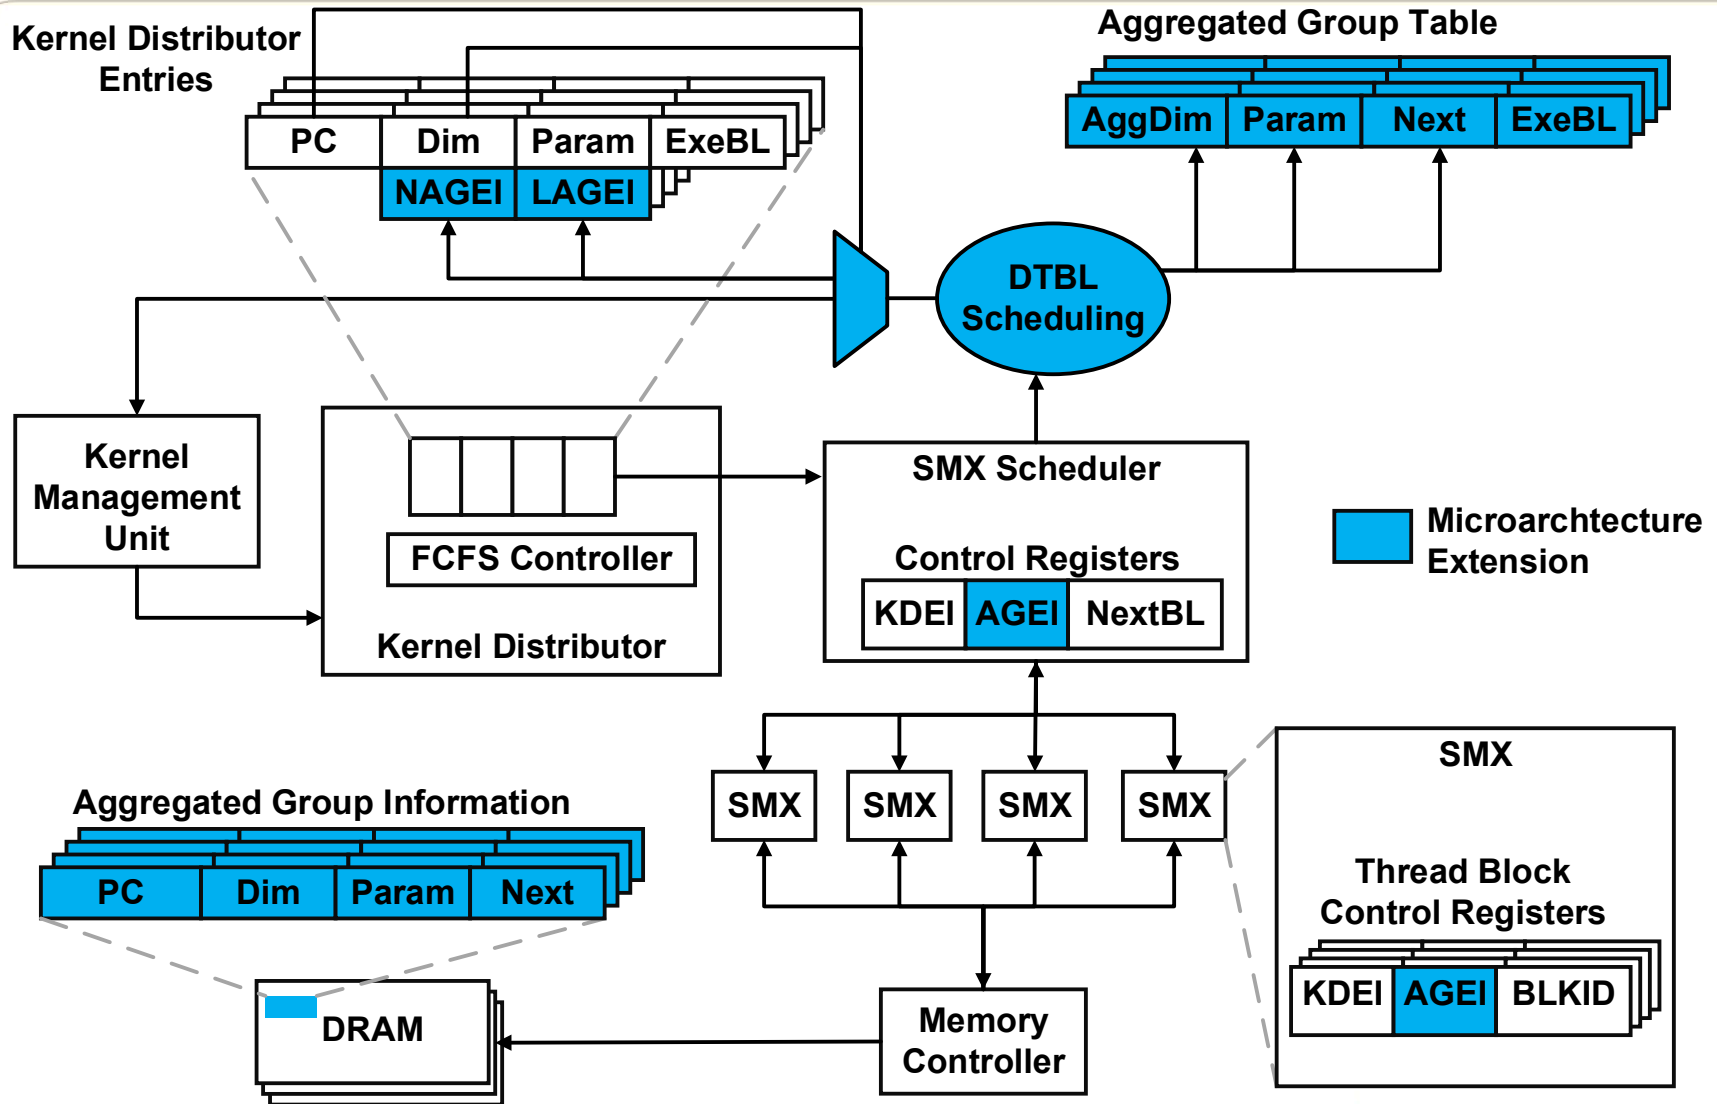 Kernel Distributor
Entries
PC Dim Param ExeBL
NAGEI LAGEI
Aggregated Group Table
AggDim Param Next ExeBL
DTBL
Scheduling
Kernel
Management
Unit
FCFS Controller
Kernel Distributor
SMX Scheduler
Control Registers
KDEI AGEI NextBL
Microarchtecture
Extension
SMX SMX SMX SMX
SMX
Thread Block
Control Registers
KDEI AGEI BLKID
Aggregated Group Information
PC Dim Param Next
DRAM
Memory
Controller